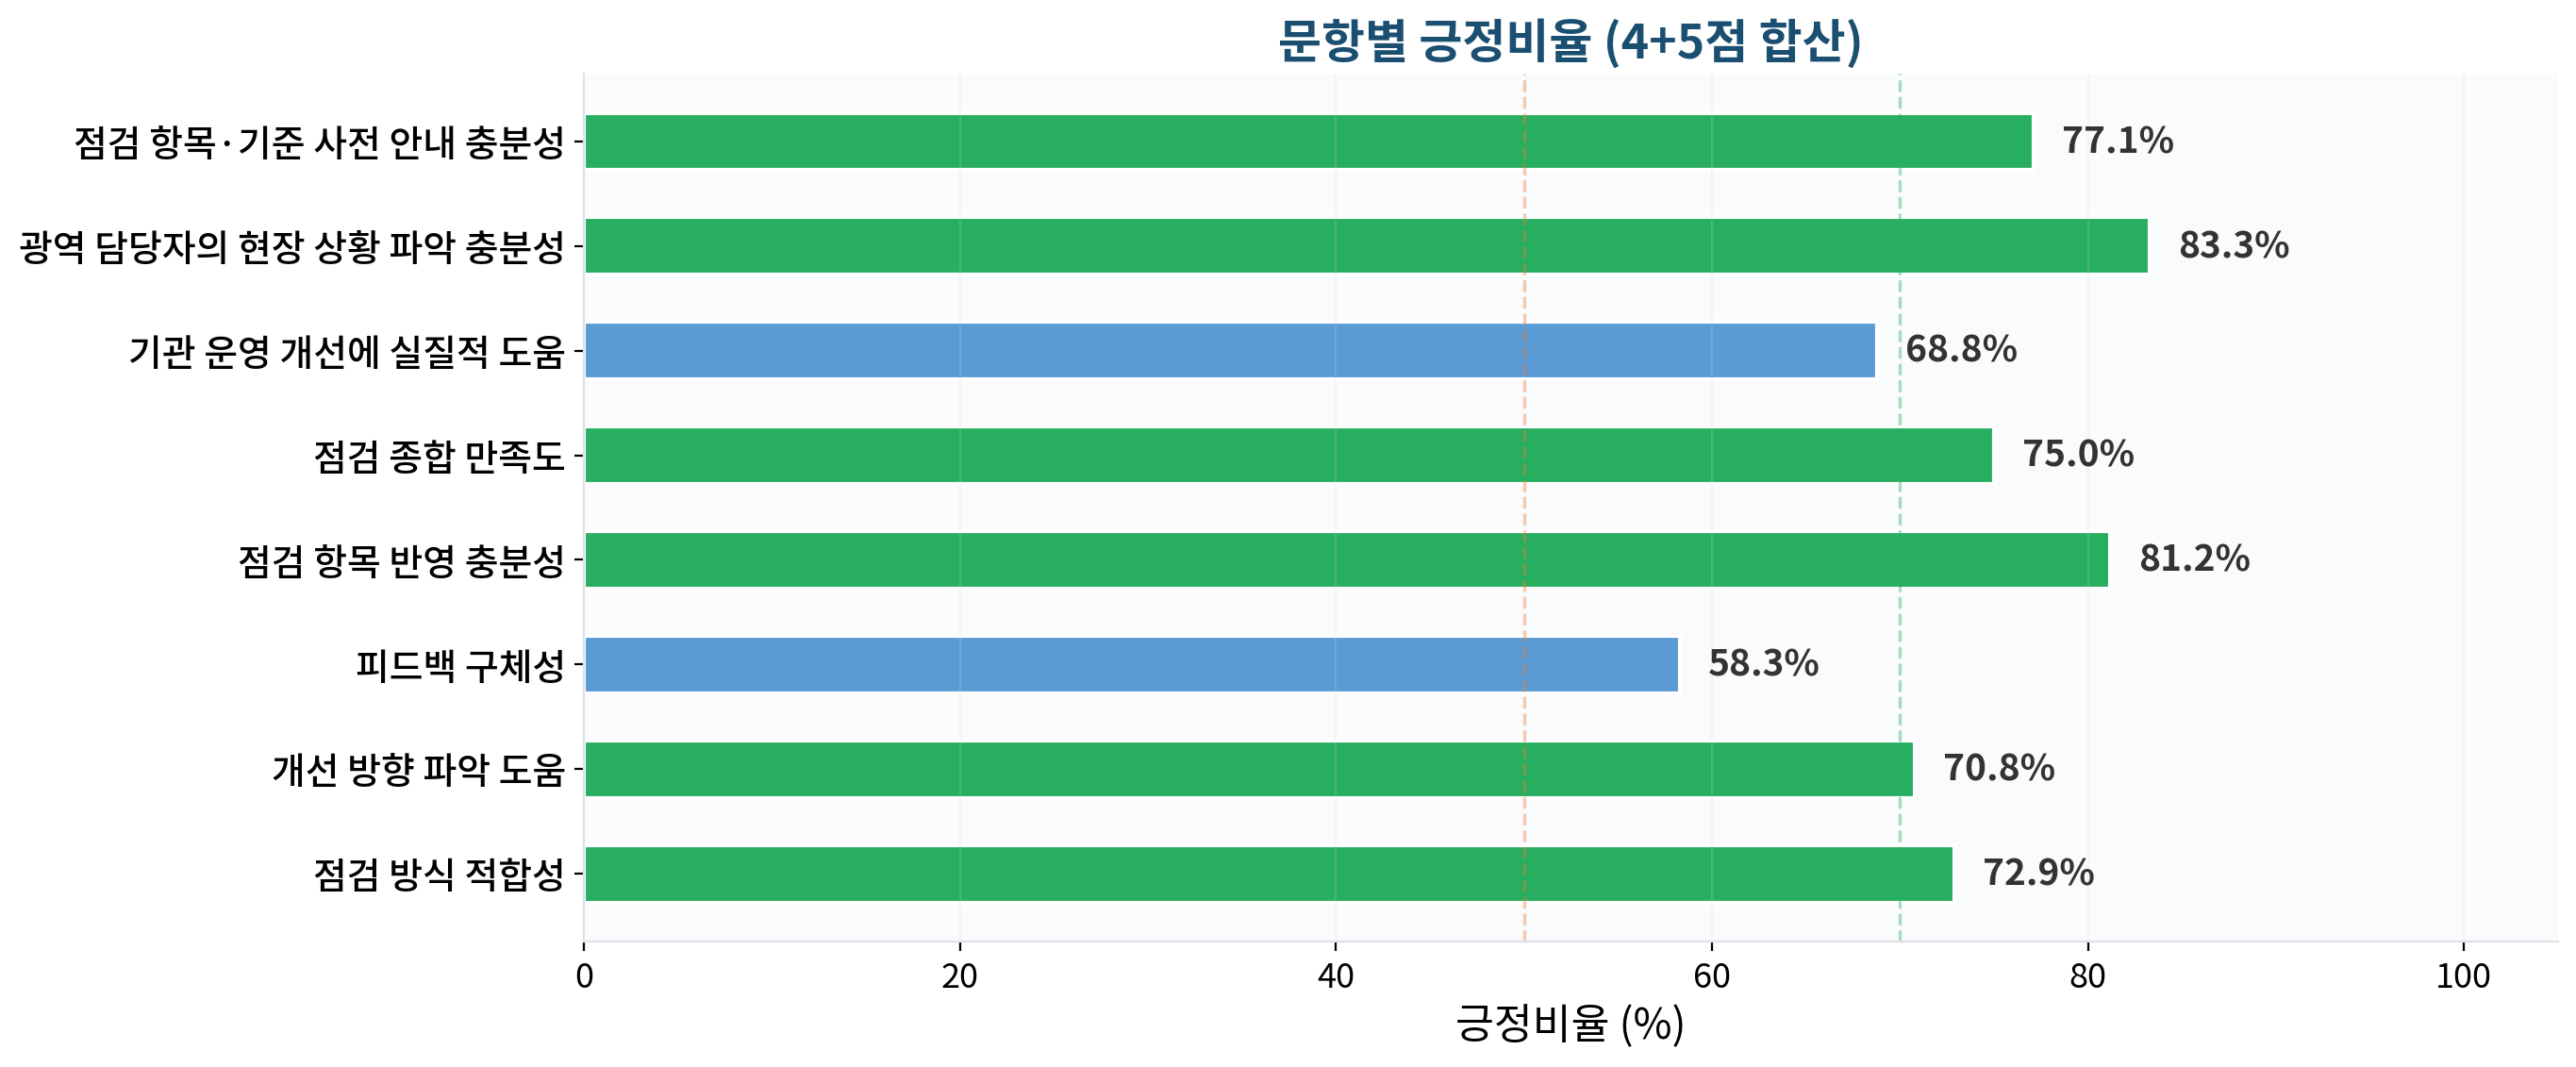 문항별 긍정비율 (4+5점 합산)
점검 항목·기준 사전 안내 충분성
77.1%
광역 담당자의 현장 상황 파악 충분성
83.3%
기관 운영 개선에 실질적 도움
68.8%
점검 종합 만족도
75.0%
점검 항목 반영 충분성
81.2%
피드백 구체성
58.3%
개선 방향 파악 도움
70.8%
점검 방식 적합성
72.9%
0 20 40 60 80 100
긍정비율 (%)